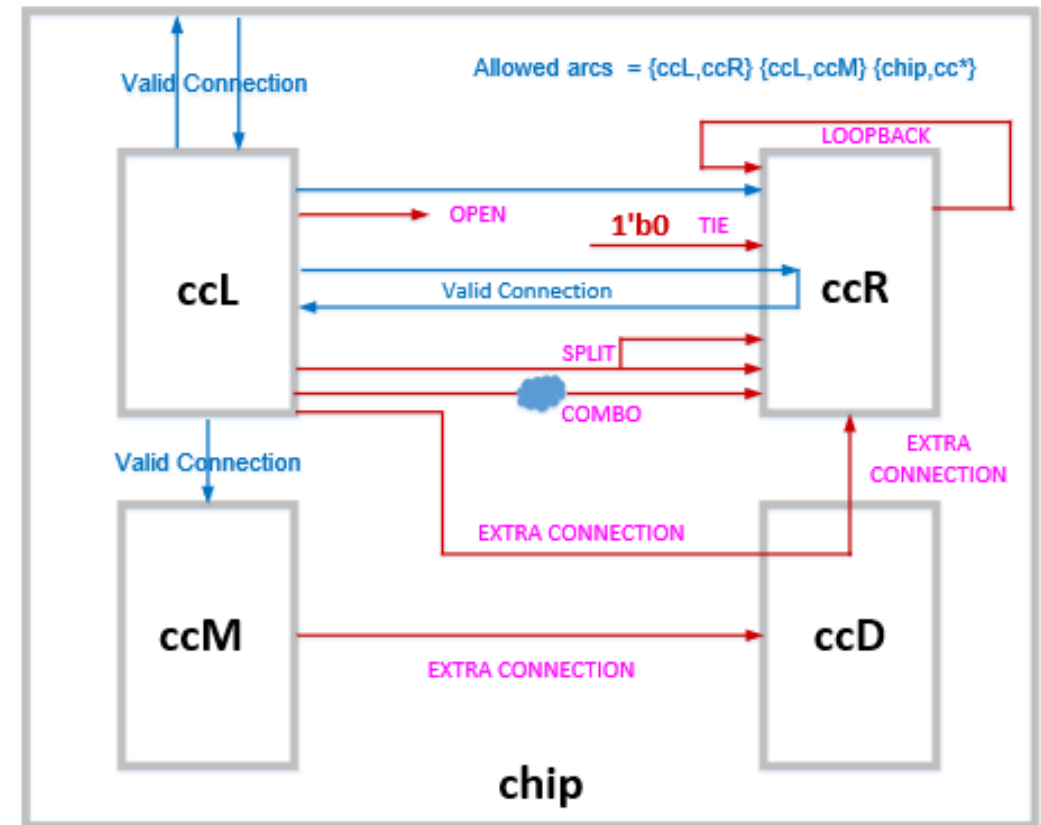 Allowed arcs = {ccL,ccR} {ccL,ccM} {chip,cc*}
Valid Connection
LOOPBACK
OPEN
1'b0 TIE
ccL
Valid Connection
ccR
SPLIT
COMBO
EXTRA
CONNECTION
Valid Connection
EXTRA CONNECTION
ccM
ccD
EXTRA CONNECTION
chip